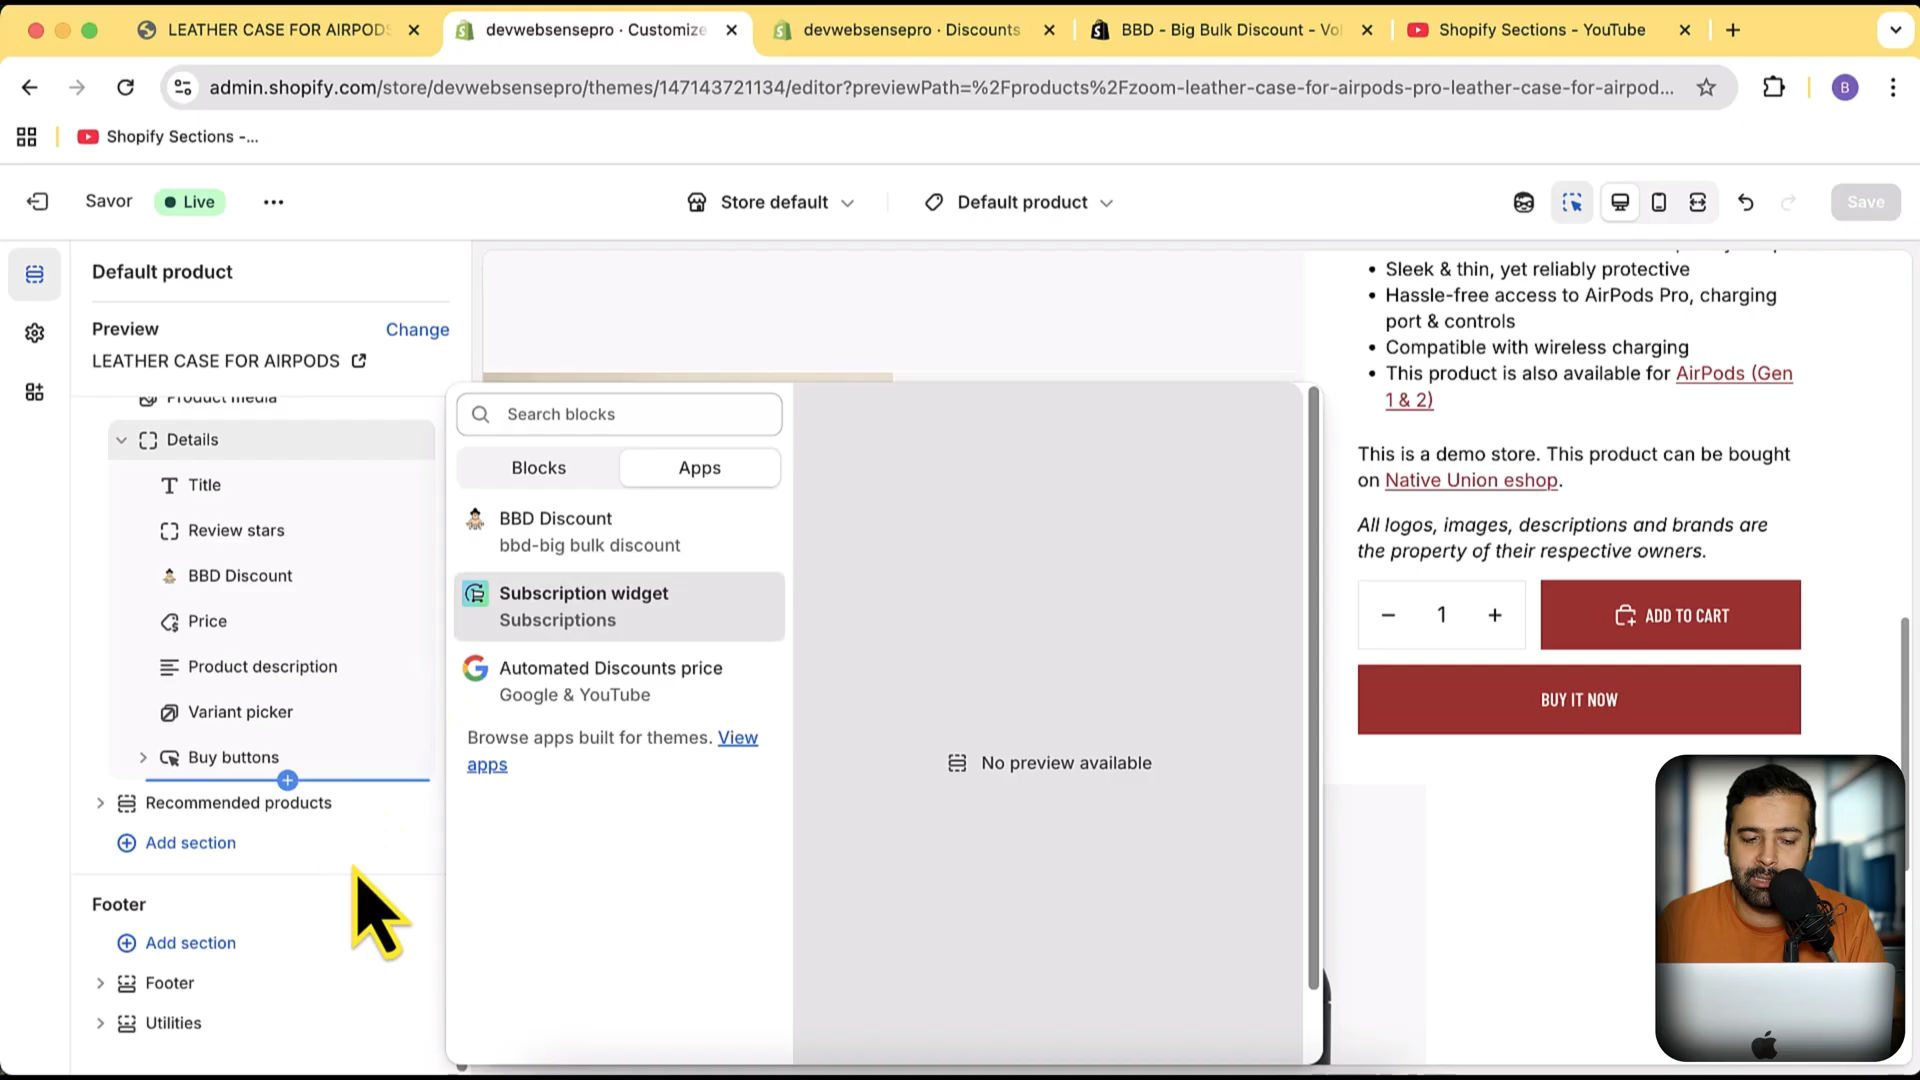 LEATHER CASE FOR AIRPODS
devwebsensepro · Customize
devwebsensepro · Discounts
BBD - Big Bulk Discount - Vol
Shopify Sections - YouTube
admin.shopify.com/store/devwebsensepro/themes/147143721134/editor?previewPath=%2Fproducts%2Fzoom-leather-case-for-airpods-pro-leather-case-for-airpod...
B
Shopify Sections -...
Savor
Live
Store default
Default product
Save
Default product
Preview
Change
LEATHER CASE FOR AIRPODS
Product media
Details
Title
Review stars
BBD Discount
Price
Product description
Variant picker
Buy buttons
Recommended products
Add section
Footer
Add section
Footer
Utilities
Search blocks
Blocks
Apps
BBD Discount
bbd-big bulk discount
Subscription widget
Subscriptions
Automated Discounts price
Google & YouTube
Browse apps built for themes. View
apps
No preview available
• Sleek & thin, yet reliably protective
• Hassle-free access to AirPods Pro, charging
port & controls
• Compatible with wireless charging
• This product is also available for AirPods (Gen
1 & 2)
This is a demo store. This product can be bought
on Native Union eshop.
All logos, images, descriptions and brands are
the property of their respective owners.
1
ADD TO CART
BUY IT NOW